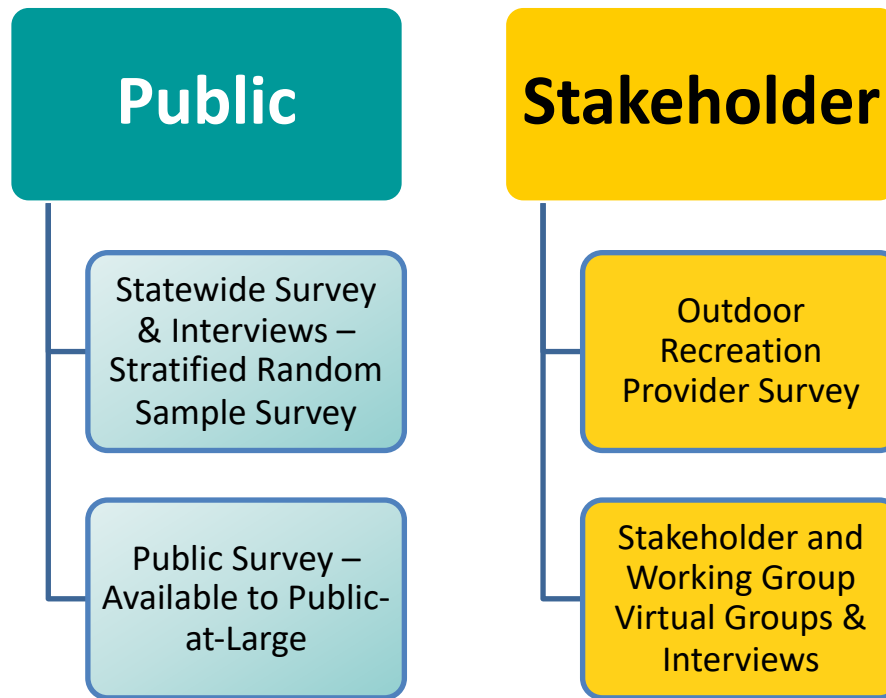 Public
Statewide Survey
& Interviews –
Stratified Random
Sample Survey
Public Survey –
Available to Public-
at-Large
Stakeholder
Outdoor
Recreation
Provider Survey
Stakeholder and
Working Group
Virtual Groups &
Interviews